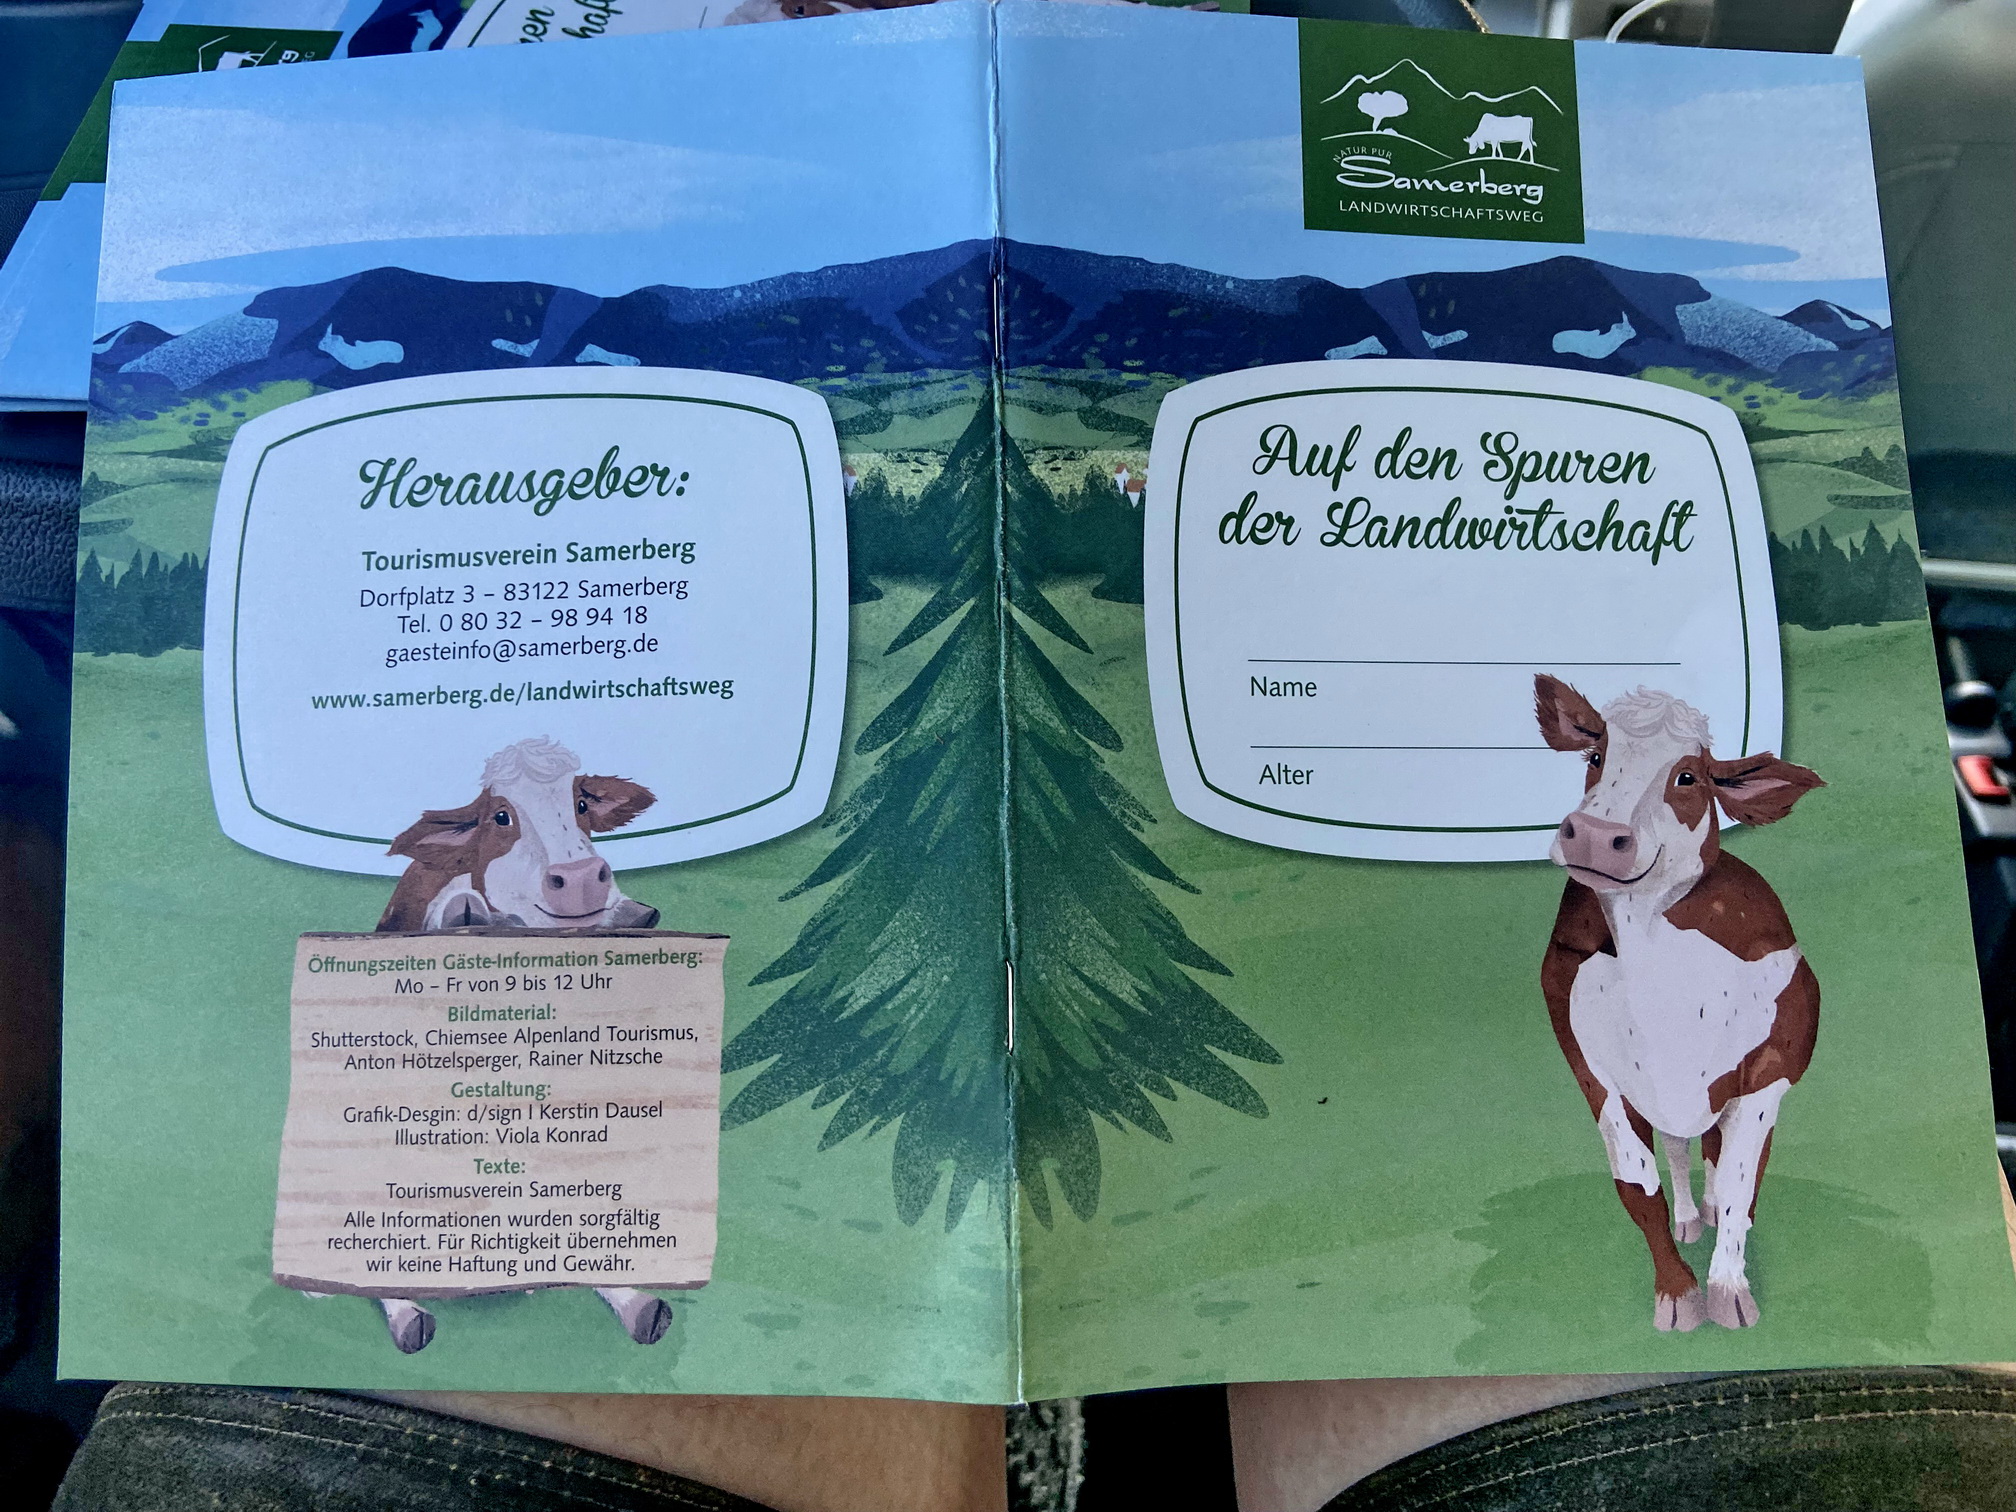 Herausgeber:
Tourismusverein Samerberg
Dorfplatz 3 – 83122 Samerberg
Tel. 0 80 32 – 98 94 18
gaesteinfo@samerberg.de
www.samerberg.de/landwirtschaftsweg
Öffnungszeiten Gäste-Information Samerberg:
Mo – Fr von 9 bis 12 Uhr
Bildmaterial:
Shutterstock, Chiemsee Alpenland Tourismus,
Anton Hötzelsperger, Rainer Nitzsche
Gestaltung:
Grafik-Desgin: d/sign I Kerstin Dausel
Illustration: Viola Konrad
Texte:
Tourismusverein Samerberg
Alle Informationen wurden sorgfältig
recherchiert. Für Richtigkeit übernehmen
wir keine Haftung und Gewähr.
NATUR PUR
Samerberg
LANDWIRTSCHAFTSWEG
Auf den Spuren
der Landwirtschaft
Name
Alter